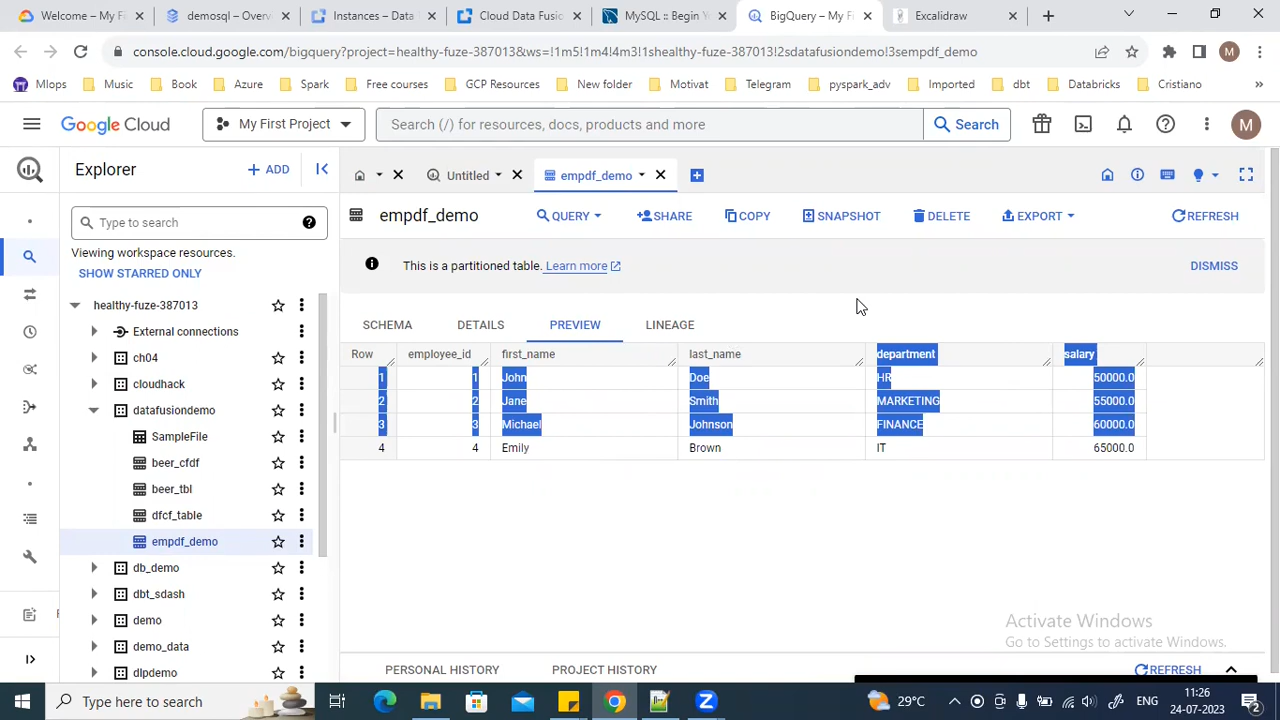 Welcome – My F
demosql – Overv
Instances – Data
Cloud Data Fusio
MySQL :: Begin Y
BigQuery – My Fi
Excalidraw
console.cloud.google.com/bigquery?project=healthy-fuze-387013&ws=!1m5!1m4!4m3!1shealthy-fuze-387013!2sdatafusiondemo!3sempdf_demo
M
Mlops
Music
Book
Azure
Spark
Free courses
GCP Resources
New folder
Motivat
Telegram
pyspark_adv
Imported
dbt
Databricks
Cristiano
Google Cloud
My First Project
Search (/) for resources, docs, products and more
Search
M
Explorer
+ ADD
Untitled
empdf_demo
Type to search
empdf_demo
QUERY
SHARE
COPY
SNAPSHOT
DELETE
EXPORT
REFRESH
Viewing workspace resources.
SHOW STARRED ONLY
This is a partitioned table. Learn more
DISMISS
healthy-fuze-387013
External connections
ch04
cloudhack
datafusiondemo
SampleFile
beer_cfdf
beer_tbl
dfcf_table
empdf_demo
db_demo
dbt_sdash
demo
demo_data
dlpdemo
SCHEMA
DETAILS
PREVIEW
LINEAGE
Row employee_id first_name last_name department salary
1 1 John Doe HR 50000.0
2 2 Jane Smith MARKETING 55000.0
3 3 Michael Johnson FINANCE 60000.0
4 4 Emily Brown IT 65000.0
Activate Windows
Go to Settings to activate Windows.
PERSONAL HISTORY
PROJECT HISTORY
REFRESH
Type here to search
29°C
ENG
11:26
24-07-2023
2